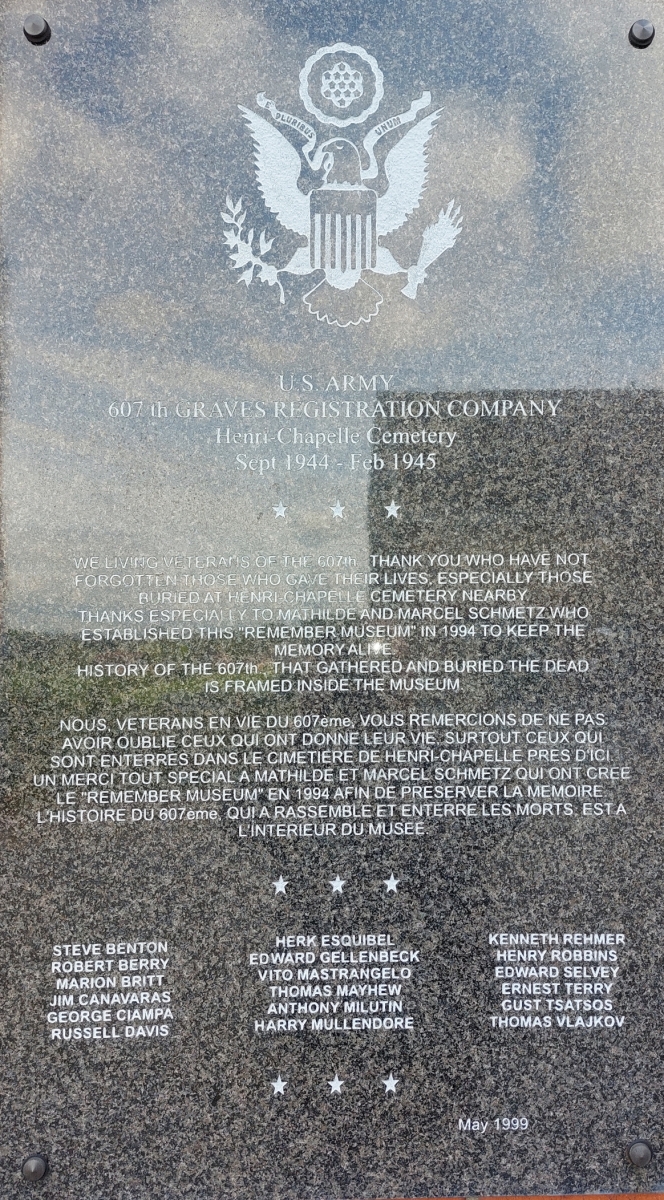 E PLURIBUS UNUM
U.S. ARMY
607 th GRAVES REGISTRATION COMPANY
Henri-Chapelle Cemetery
Sept 1944 - Feb 1945
WE LIVING VETERANS OF THE 607th, THANK YOU WHO HAVE NOT
FORGOTTEN THOSE WHO GAVE THEIR LIVES, ESPECIALLY THOSE
BURIED AT HENRI-CHAPELLE CEMETERY NEARBY.
THANKS ESPECIALLY TO MATHILDE AND MARCEL SCHMETZ WHO
ESTABLISHED THIS "REMEMBER MUSEUM" IN 1994 TO KEEP THE
MEMORY ALIVE.
HISTORY OF THE 607th, THAT GATHERED AND BURIED THE DEAD
IS FRAMED INSIDE THE MUSEUM.
NOUS, VETERANS EN VIE DU 607ème, VOUS REMERCIONS DE NE PAS
AVOIR OUBLIE CEUX QUI ONT DONNE LEUR VIE, SURTOUT CEUX QUI
SONT ENTERRES DANS LE CIMETIERE DE HENRI-CHAPELLE PRES D'ICI.
UN MERCI TOUT SPECIAL A MATHILDE ET MARCEL SCHMETZ QUI ONT CREE
LE "REMEMBER MUSEUM" EN 1994 AFIN DE PRESERVER LA MEMOIRE.
L'HISTOIRE DU 607ème, QUI A RASSEMBLE ET ENTERRE LES MORTS, EST A
L'INTERIEUR DU MUSEE.
STEVE BENTON
ROBERT BERRY
MARION BRITT
JIM CANAVARAS
GEORGE CIAMPA
RUSSELL DAVIS
HERK ESQUIBEL
EDWARD GELLENBECK
VITO MASTRANGELO
THOMAS MAYHEW
ANTHONY MILUTIN
HARRY MULLENDORE
KENNETH REHMER
HENRY ROBBINS
EDWARD SELVEY
ERNEST TERRY
GUST TSATSOS
THOMAS VLAJKOV
May 1999